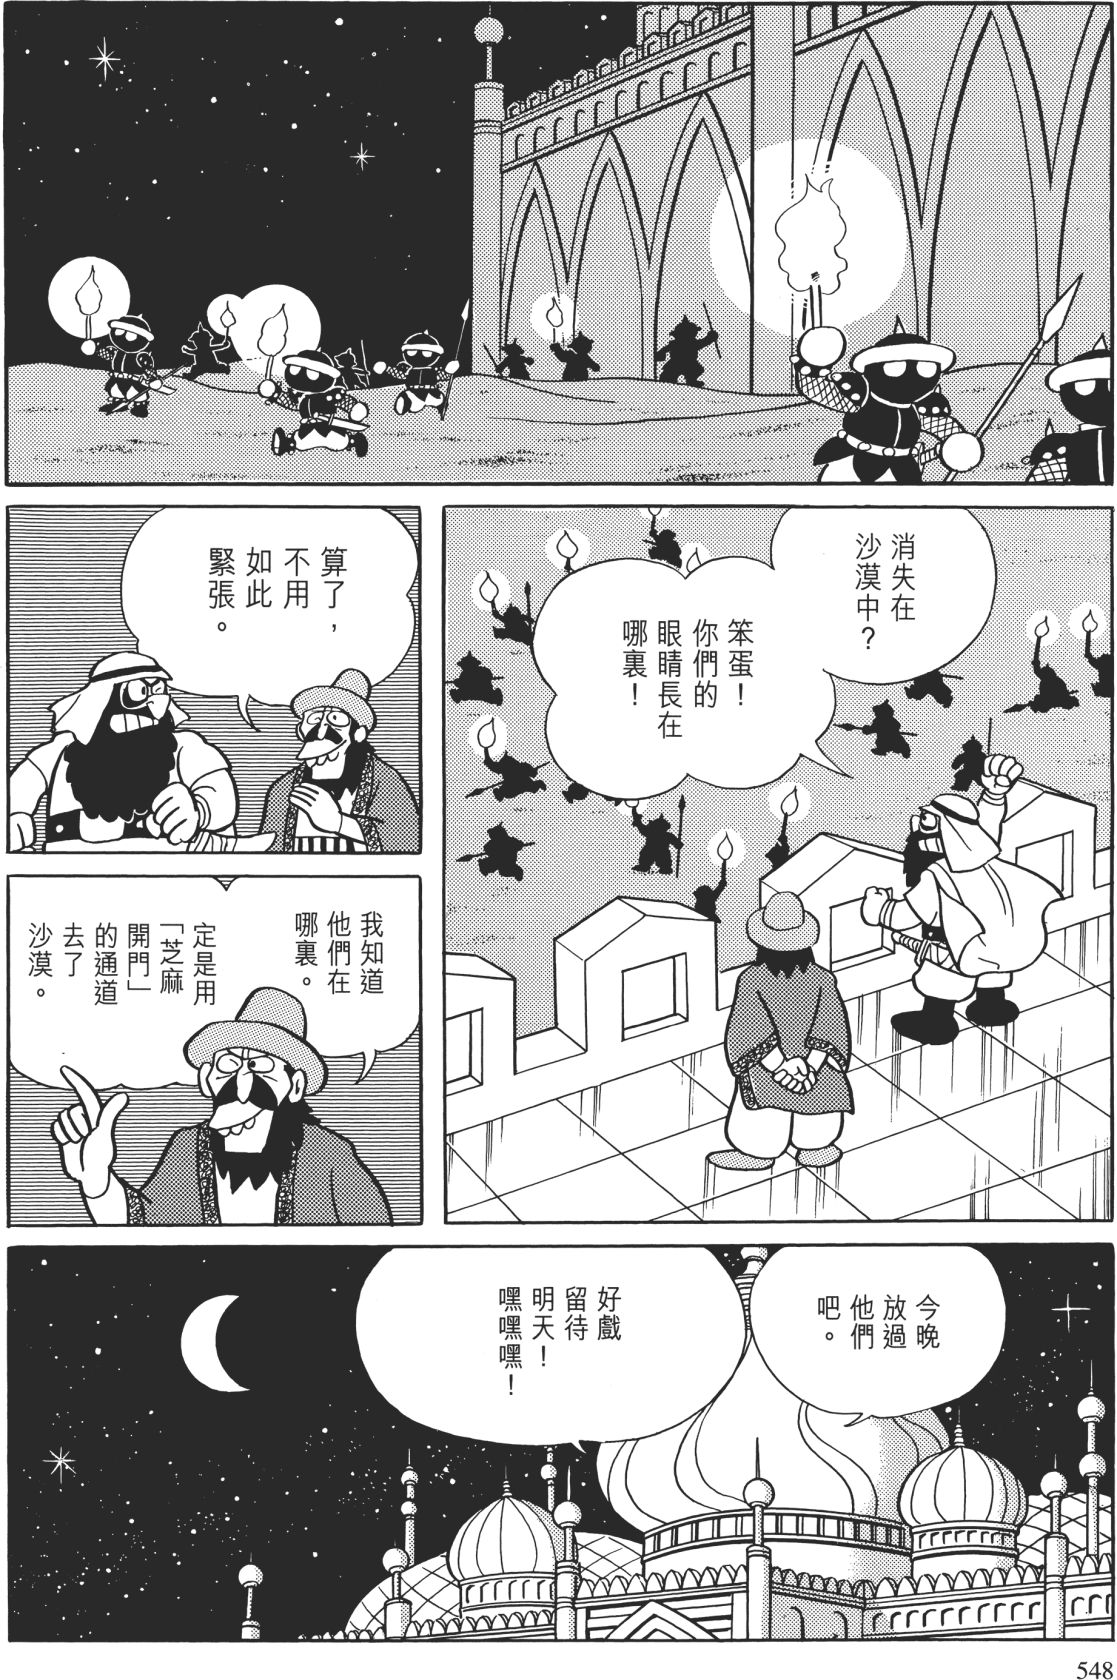 消失在
沙漠中？
笨蛋！
你們的
眼睛長在
哪裏！
算了，
不用
如此
緊張。
我知道
他們在
哪裏。
定是用
「芝麻
開門」
的通道
去了
沙漠。
今晚
放過
他們
吧。
好戲
留待
明天！
嘿嘿嘿！
548